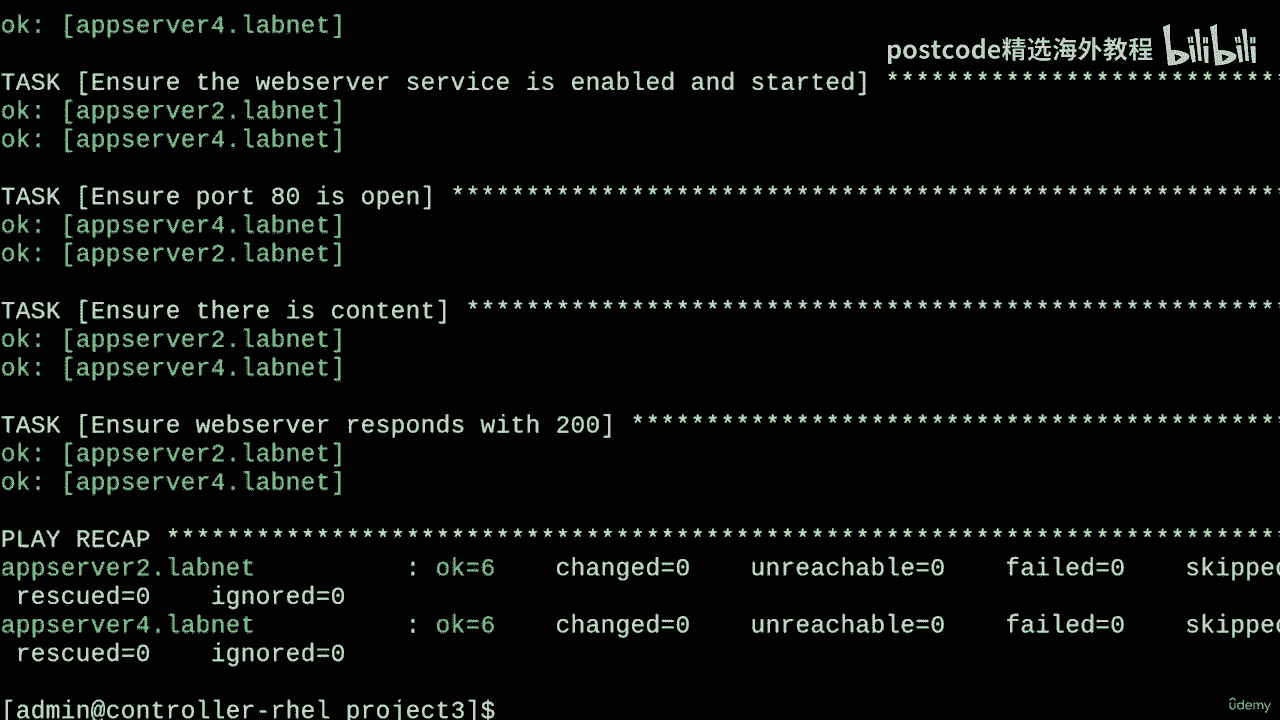 ok: [appserver4.labnet]
postcode精选海外教程 bilibili
TASK [Ensure the webserver service is enabled and started] ***************************
ok: [appserver2.labnet]
ok: [appserver4.labnet]
TASK [Ensure port 80 is open] ********************************************************
ok: [appserver4.labnet]
ok: [appserver2.labnet]
TASK [Ensure there is content] *******************************************************
ok: [appserver2.labnet]
ok: [appserver4.labnet]
TASK [Ensure webserver responds with 200] ********************************************
ok: [appserver2.labnet]
ok: [appserver4.labnet]
PLAY RECAP ***************************************************************************
appserver2.labnet          : ok=6    changed=0    unreachable=0    failed=0    skipped
 rescued=0    ignored=0
appserver4.labnet          : ok=6    changed=0    unreachable=0    failed=0    skipped
 rescued=0    ignored=0
[admin@controller-rhel project3]$
ûdemy